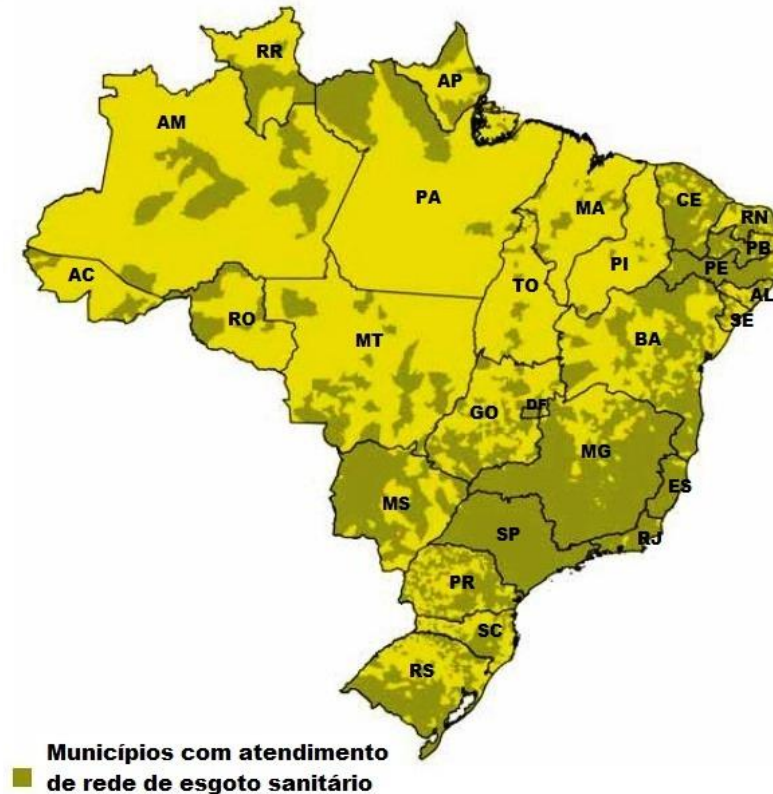 RR
AP
AM
PA
MA
CE
RN
PB
PE
AL
SE
PI
AC
TO
RO
MT
BA
GO
DF
MG
ES
MS
SP
RJ
PR
SC
RS
Municípios com atendimento
de rede de esgoto sanitário